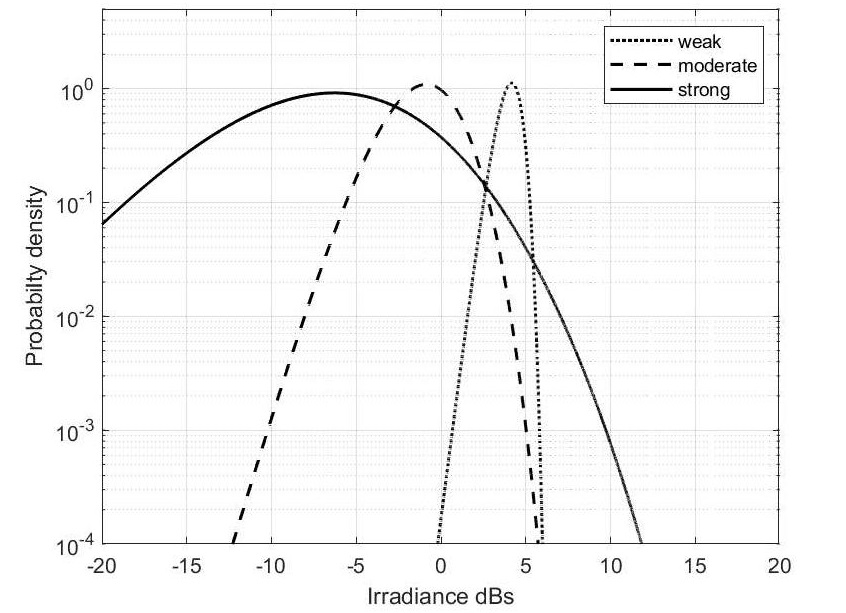 weak
moderate
strong
10^0
10^-1
10^-2
10^-3
10^-4
Probabilty density
-20 -15 -10 -5 0 5 10 15 20
Irradiance dBs